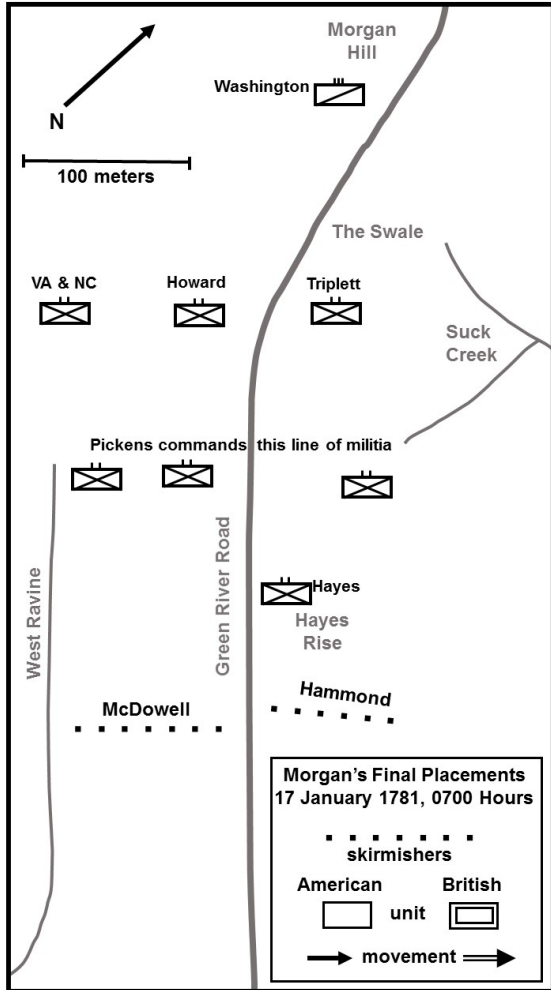 Morgan
Hill
Washington
N
100 meters
The Swale
VA & NC
Howard
Triplett
Suck
Creek
Pickens commands this line of militia
West Ravine
Green River Road
Hayes
Hayes
Rise
McDowell
Hammond
Morgan's Final Placements
17 January 1781, 0700 Hours
skirmishers
American British
unit
movement